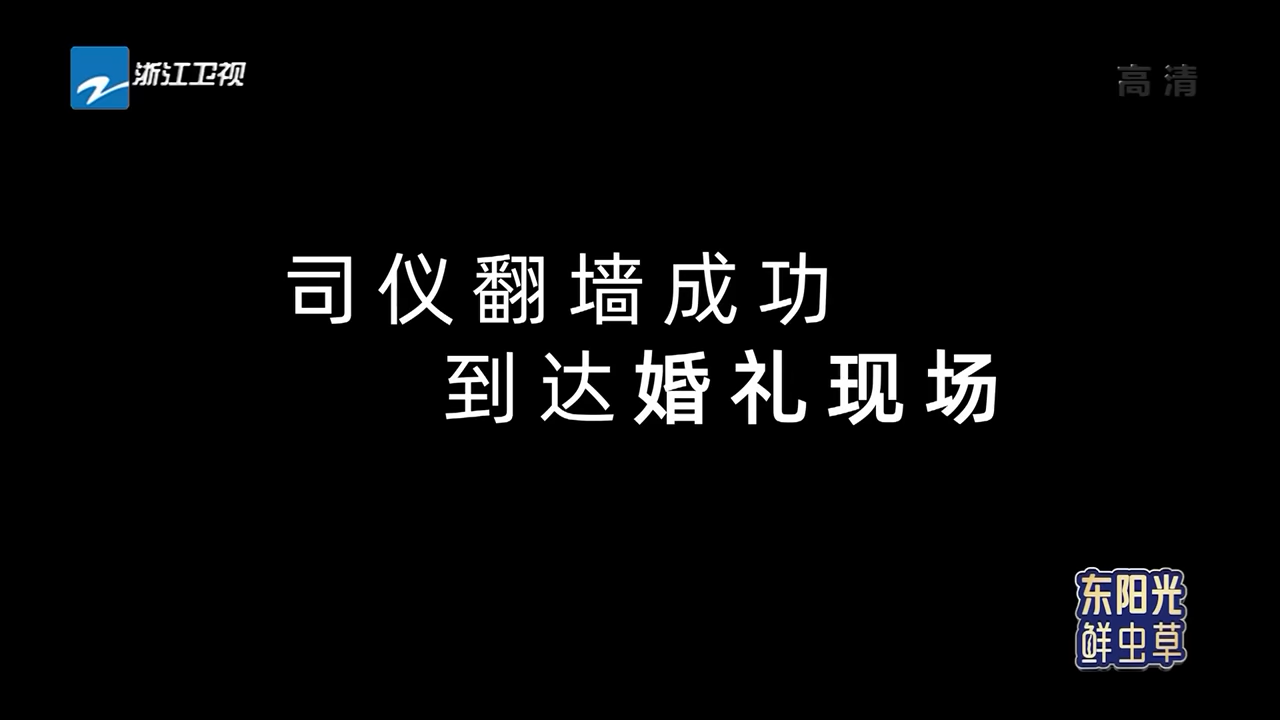 浙江卫视
高清
司仪翻墙成功
到达婚礼现场
东阳光
鲜虫草